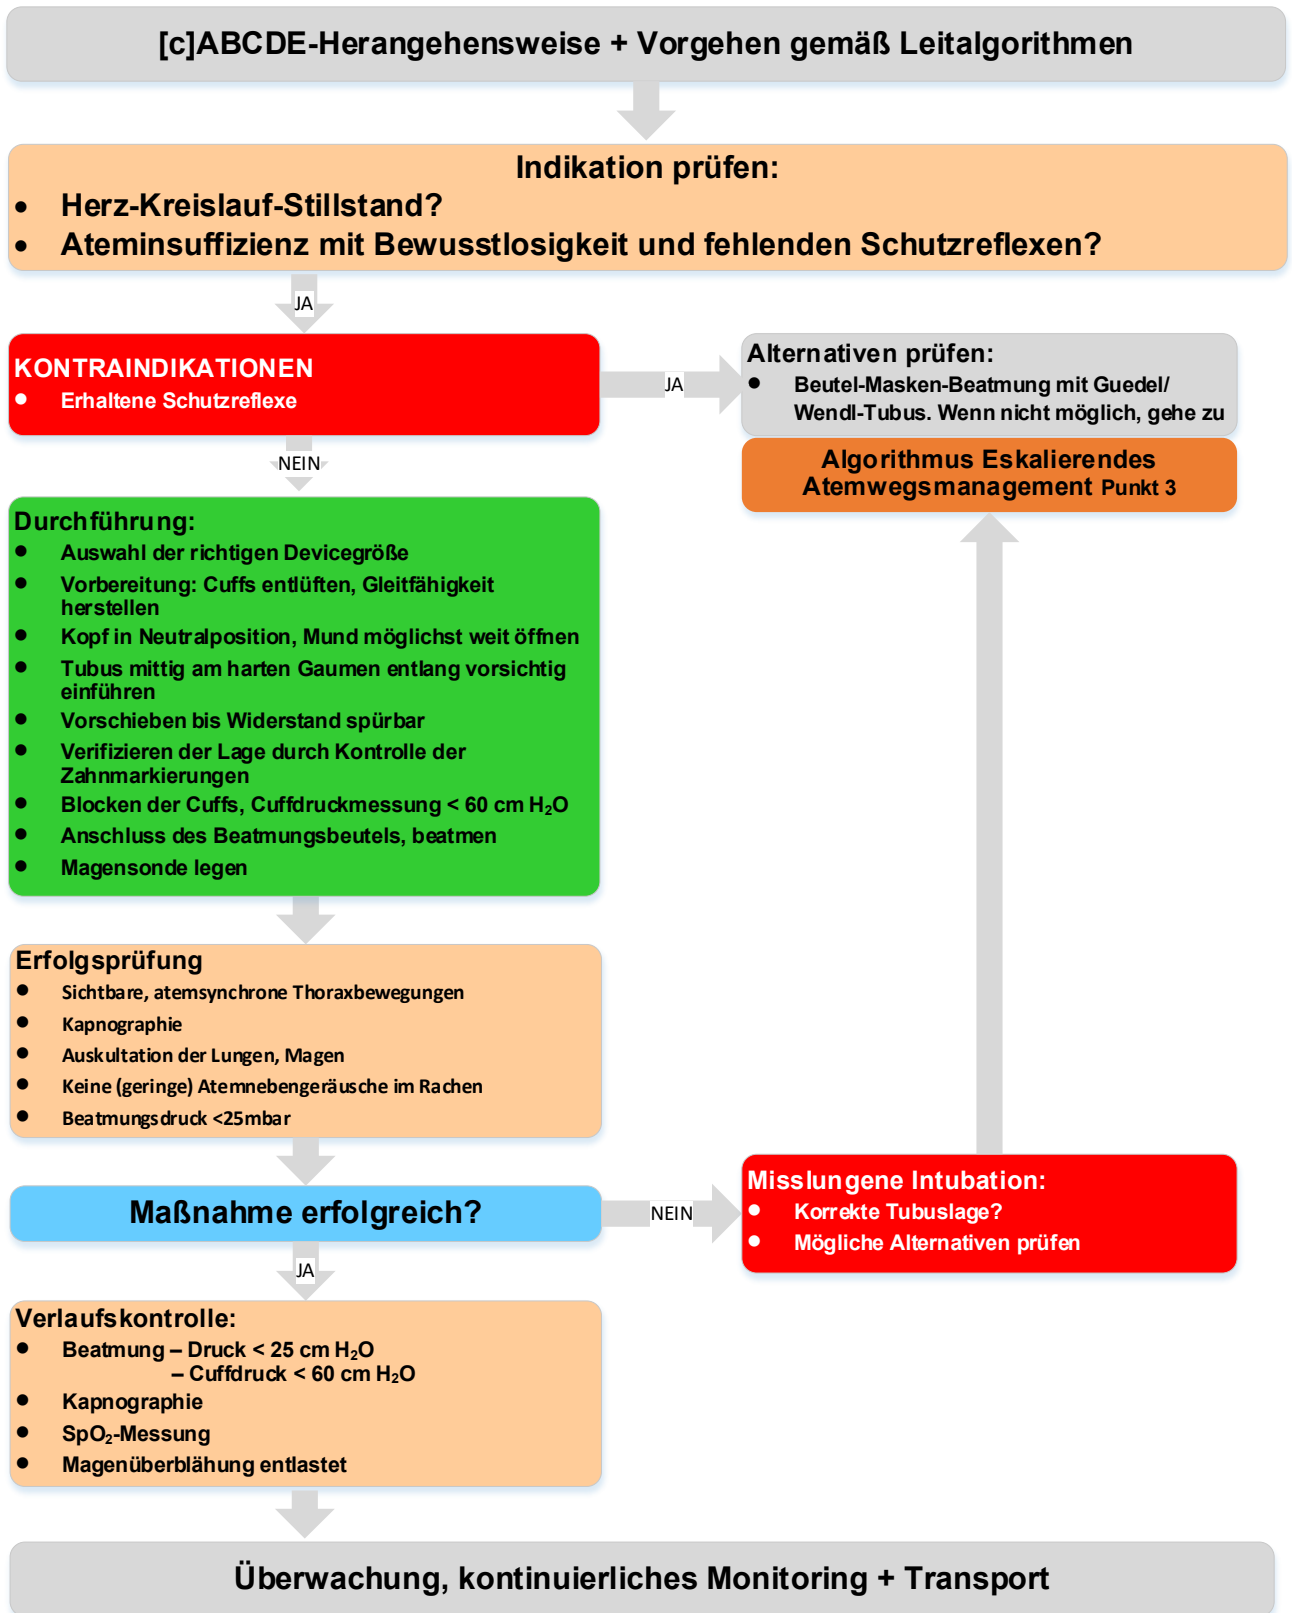 [c]ABCDE-Herangehensweise + Vorgehen gemäß Leitalgorithmen
Indikation prüfen:
• Herz-Kreislauf-Stillstand?
• Ateminsuffizienz mit Bewusstlosigkeit und fehlenden Schutzreflexen?
JA
KONTRAINDIKATIONEN
• Erhaltene Schutzreflexe
JA
Alternativen prüfen:
• Beutel-Masken-Beatmung mit Guedel/
Wendl-Tubus. Wenn nicht möglich, gehe zu
Algorithmus Eskalierendes
Atemwegsmanagement Punkt 3
NEIN
Durchführung:
• Auswahl der richtigen Devicegröße
• Vorbereitung: Cuffs entlüften, Gleitfähigkeit
herstellen
• Kopf in Neutralposition, Mund möglichst weit öffnen
• Tubus mittig am harten Gaumen entlang vorsichtig
einführen
• Vorschieben bis Widerstand spürbar
• Verifizieren der Lage durch Kontrolle der
Zahnmarkierungen
• Blocken der Cuffs, Cuffdruckmessung < 60 cm H₂O
• Anschluss des Beatmungsbeutels, beatmen
• Magensonde legen
Erfolgsprüfung
• Sichtbare, atemsynchrone Thoraxbewegungen
• Kapnographie
• Auskultation der Lungen, Magen
• Keine (geringe) Atemnebengeräusche im Rachen
• Beatmungsdruck <25mbar
Maßnahme erfolgreich?
NEIN
Misslungene Intubation:
• Korrekte Tubuslage?
• Mögliche Alternativen prüfen
JA
Verlaufskontrolle:
• Beatmung – Druck < 25 cm H₂O
– Cuffdruck < 60 cm H₂O
• Kapnographie
• SpO₂-Messung
• Magenüberblähung entlastet
Überwachung, kontinuierliches Monitoring + Transport